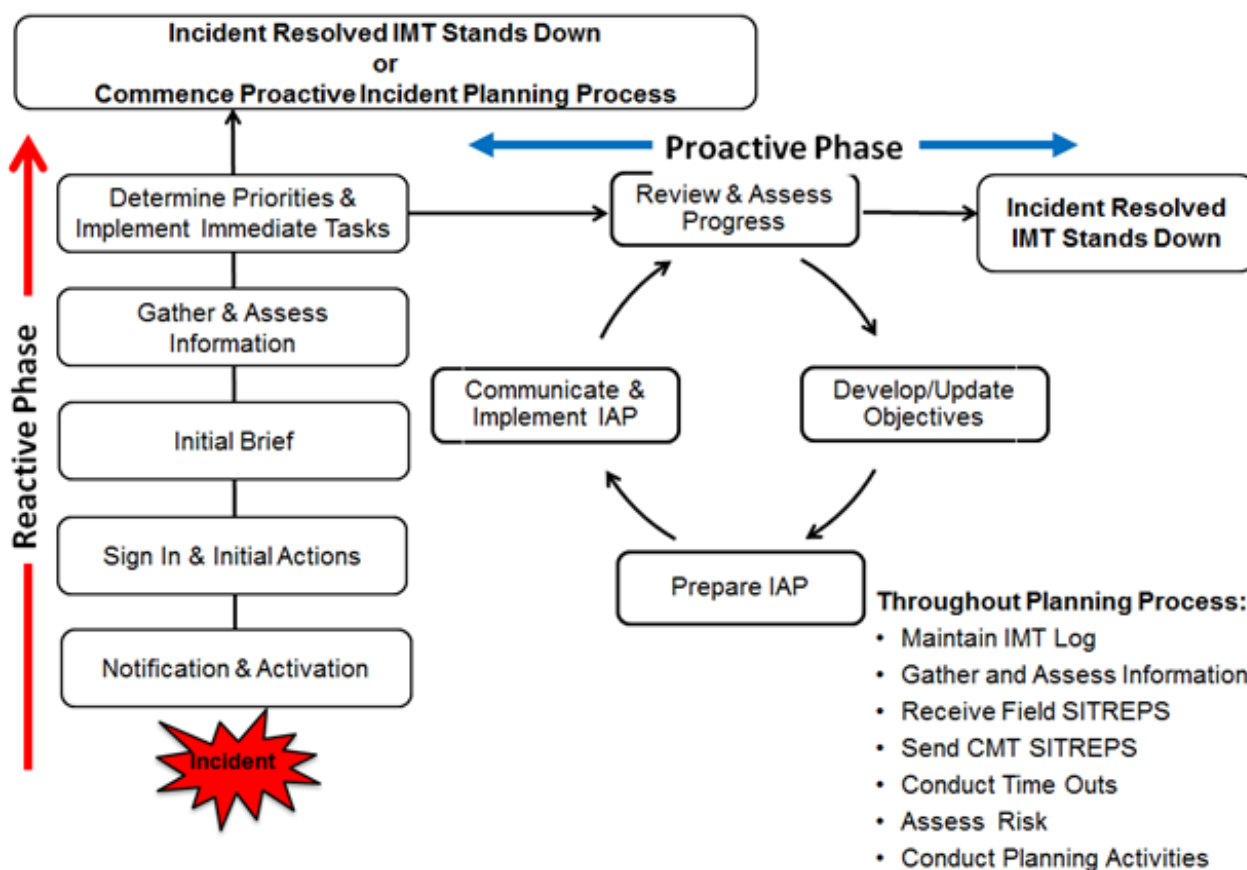 Incident Resolved IMT Stands Down
or
Commence Proactive Incident Planning Process
Reactive Phase
Proactive Phase
Determine Priorities &
Implement Immediate Tasks
Review & Assess
Progress
Incident Resolved
IMT Stands Down
Gather & Assess
Information
Communicate &
Implement IAP
Develop/Update
Objectives
Initial Brief
Sign In & Initial Actions
Prepare IAP
Notification & Activation
Incident
Throughout Planning Process:
• Maintain IMT Log
• Gather and Assess Information
• Receive Field SITREPS
• Send CMT SITREPS
• Conduct Time Outs
• Assess Risk
• Conduct Planning Activities